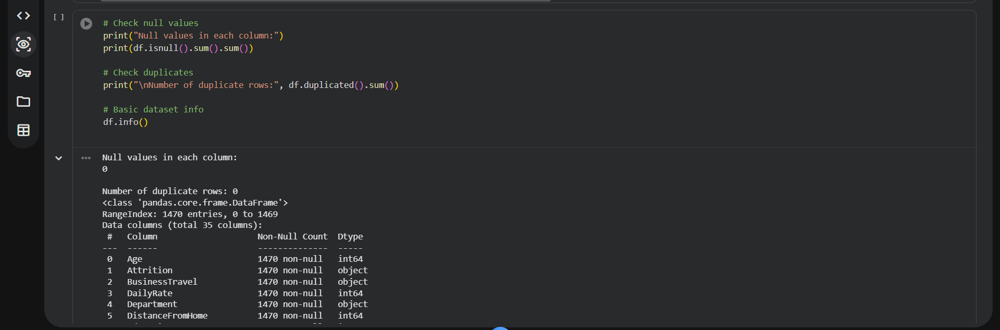 [ ]
# Check null values
print("Null values in each column:")
print(df.isnull().sum().sum())
# Check duplicates
print("\nNumber of duplicate rows:", df.duplicated().sum())
# Basic dataset info
df.info()
Null values in each column:
0
Number of duplicate rows: 0
<class 'pandas.core.frame.DataFrame'>
RangeIndex: 1470 entries, 0 to 1469
Data columns (total 35 columns):
 #   Column                    Non-Null Count  Dtype
---  ------                    --------------  -----
 0   Age                       1470 non-null   int64
 1   Attrition                 1470 non-null   object
 2   BusinessTravel            1470 non-null   object
 3   DailyRate                 1470 non-null   int64
 4   Department                1470 non-null   object
 5   DistanceFromHome          1470 non-null   int64